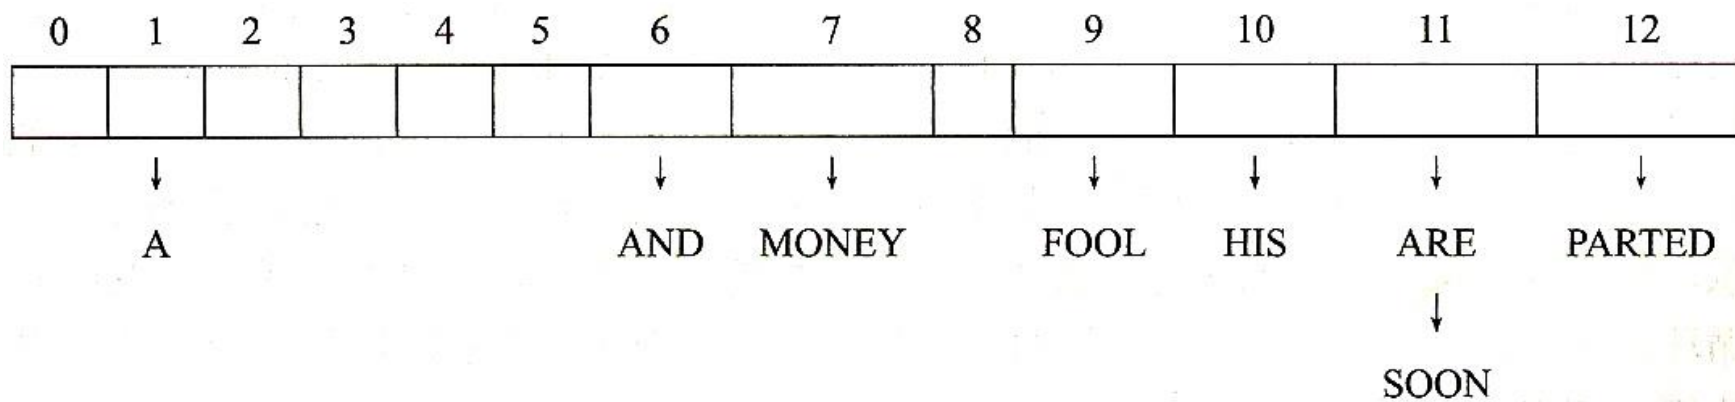 0 1 2 3 4 5 6 7 8 9 10 11 12
A AND MONEY FOOL HIS ARE PARTED
SOON